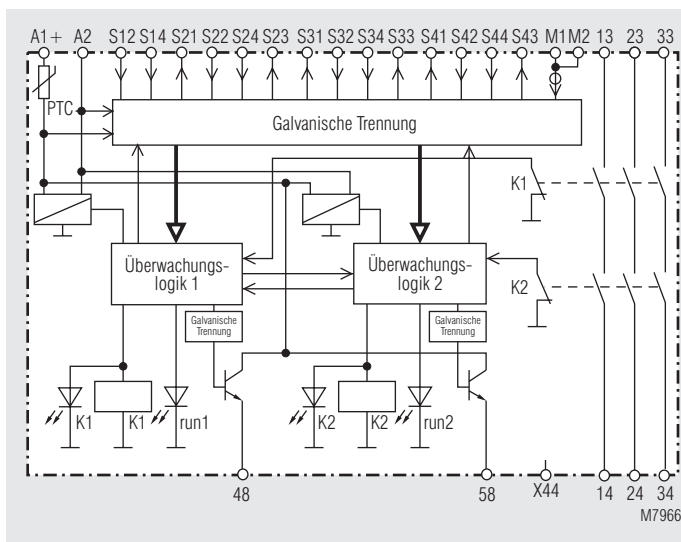 A1+ A2 S12 S14 S21 S22 S24 S23 S31 S32 S34 S33 S41 S42 S44 S43 M1 M2 13 23 33
PTC
Galvanische Trennung
K1
Überwachungs-
logik 1
Überwachungs-
logik 2
K2
Galvanische
Trennung
Galvanische
Trennung
K1 K1 run1 K2 K2 run2
48 58 X44 14 24 34
M7966